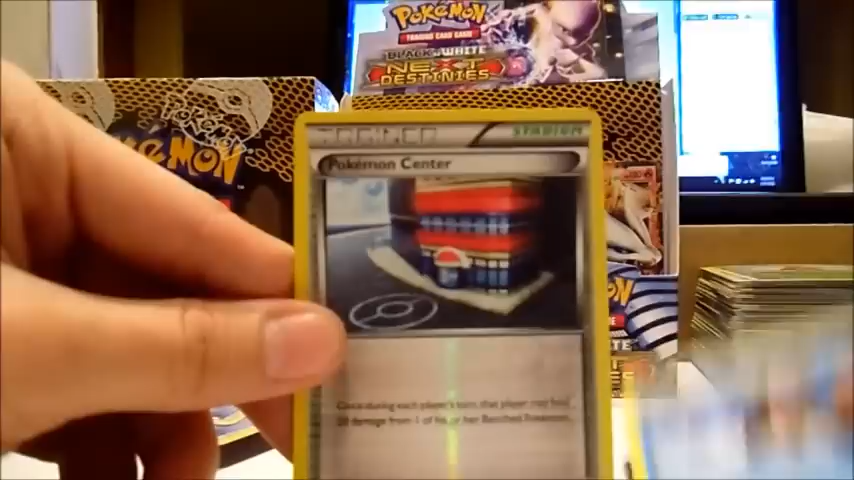 POKéMON
TRADING CARD GAME
BLACK & WHITE
NEXT
DESTINIES
POKéMON
TRAINER
STADIUM
Pokémon Center
Once during each player's turn, that player may heal
20 damage from 1 of his or her Benched Pokémon.